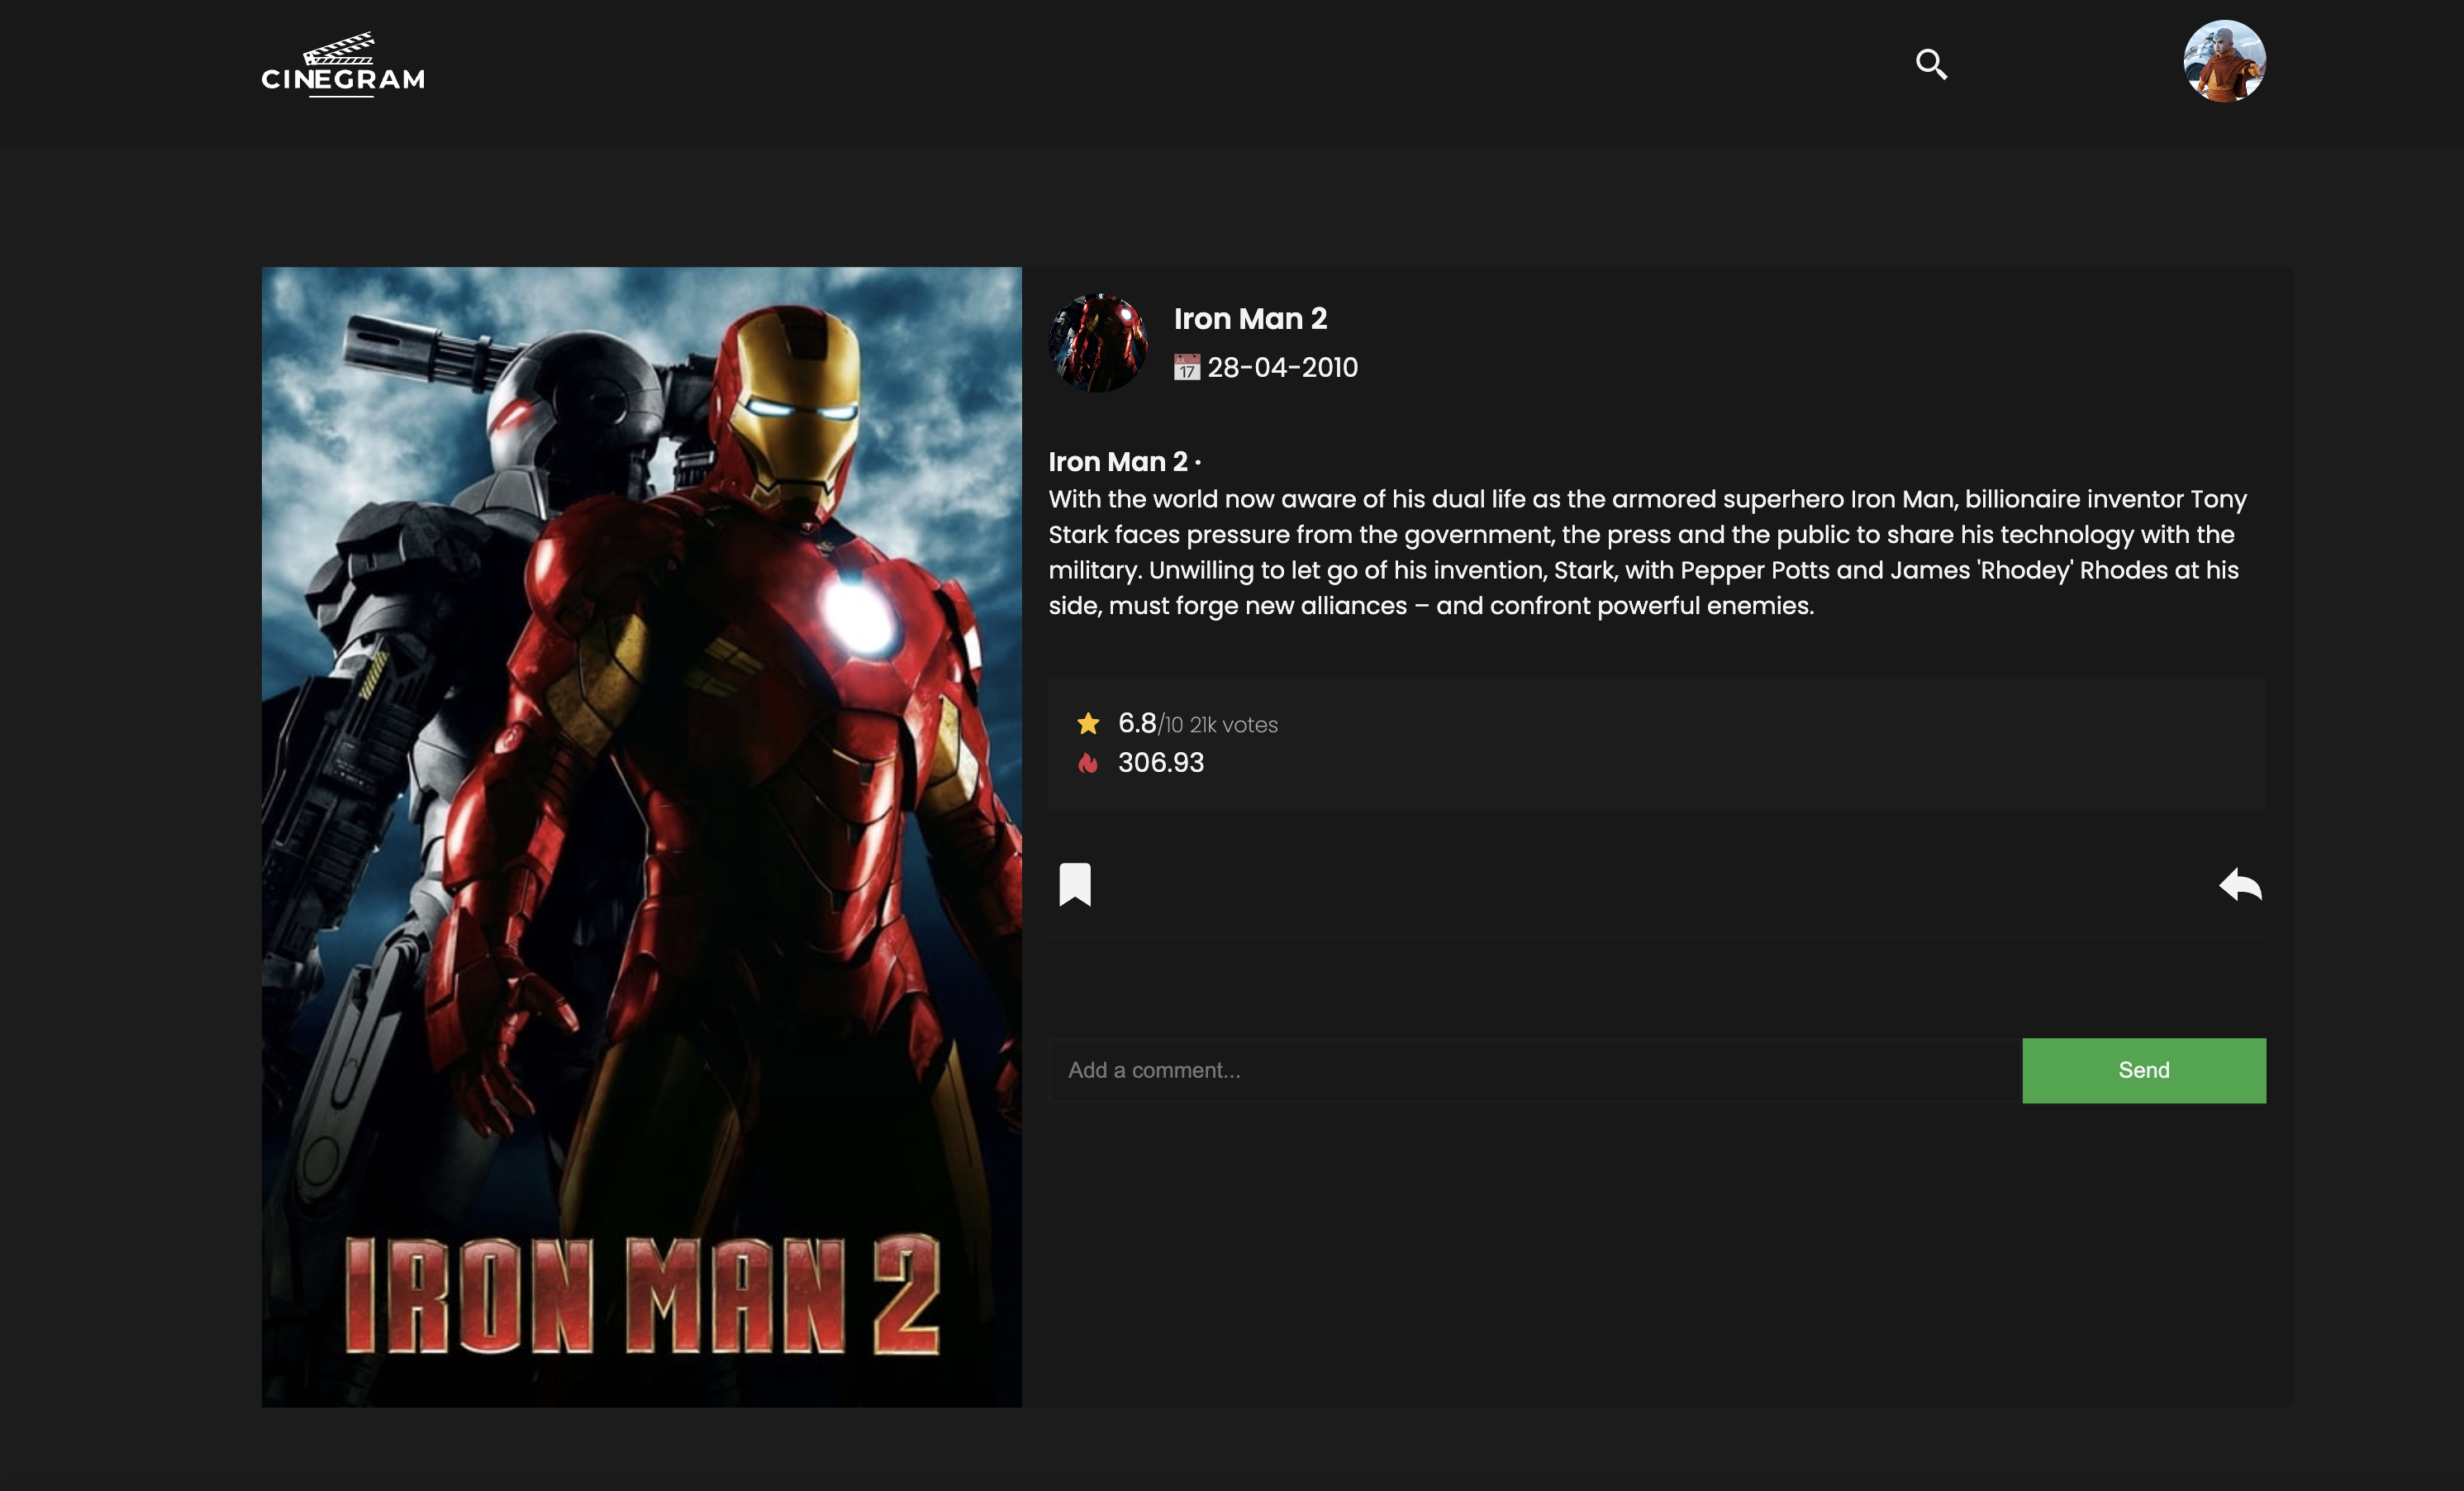 CINEGRAM
Iron Man 2
JUL 17 28-04-2010
Iron Man 2 ·
With the world now aware of his dual life as the armored superhero Iron Man, billionaire inventor Tony
Stark faces pressure from the government, the press and the public to share his technology with the
military. Unwilling to let go of his invention, Stark, with Pepper Potts and James 'Rhodey' Rhodes at his
side, must forge new alliances – and confront powerful enemies.
6.8/10 21k votes
306.93
Add a comment...
Send
IRON MAN 2